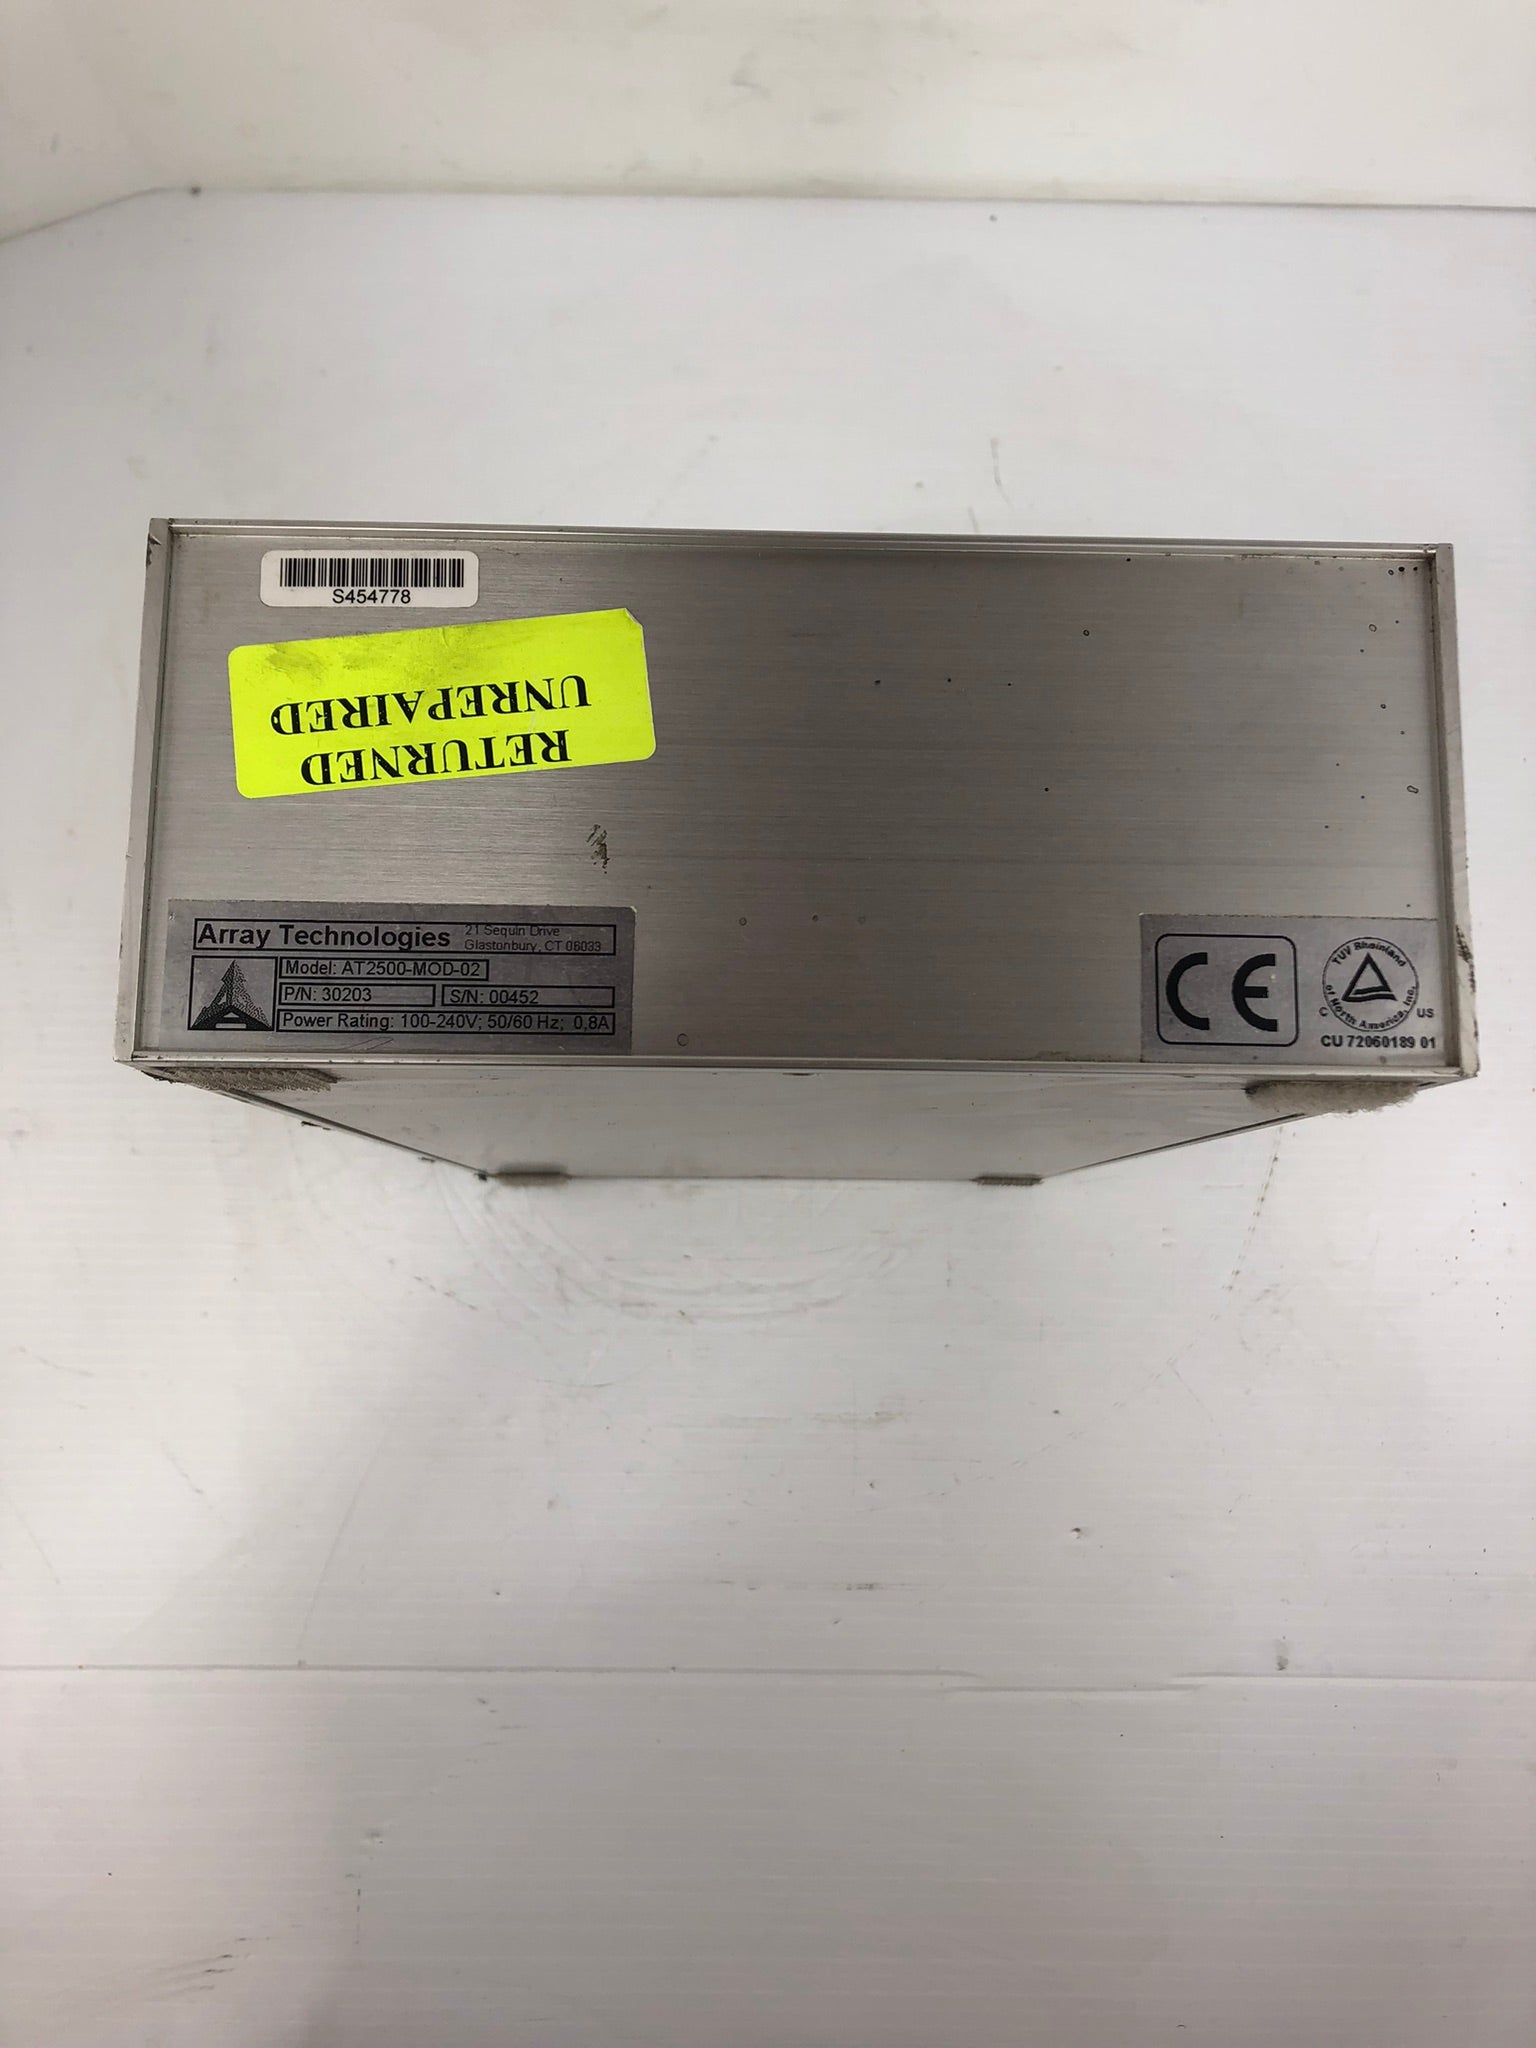 S454778
RETURNED
UNREPAIRED
Array Technologies
21 Sequin Drive
Glastonbury, CT 06033
Model: AT2500-MOD-02
P/N: 30203
S/N: 00452
Power Rating: 100-240V; 50/60 Hz; 0,8A
CE
TUV Rheinland
of North America, Inc.
C US
CU 72060189 01